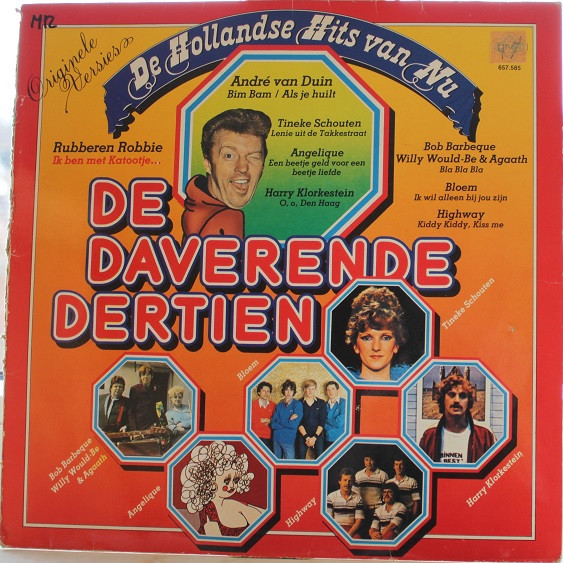 M12
De Hollandse Hits van Nu
Originele
Versies
657.585
André van Duin
Bim Bam / Als je huilt
Tineke Schouten
Lenie uit de Takkestraat
Angelique
Een beetje geld voor een
beetje liefde
Harry Klorkestein
O, o, Den Haag
Rubberen Robbie
Ik ben met Katootje...
Bob Barbeque
Willy Would-Be & Agaath
Bla Bla Bla
Bloem
Ik wil alleen bij jou zijn
Highway
Kiddy Kiddy, Kiss me
DE
DAVERENDE
DERTIEN
Tineke Schouten
Bloem
Bob Barbeque
Willy Would-Be
& Agaath
Angelique
Highway
Harry Klorkestein
BINNEN
BEST